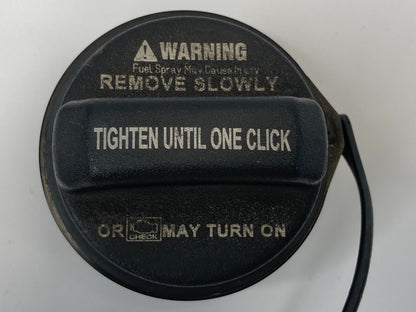 WARNING
Fuel Spray May Cause Injury
REMOVE SLOWLY
TIGHTEN UNTIL ONE CLICK
OR CHECK MAY TURN ON